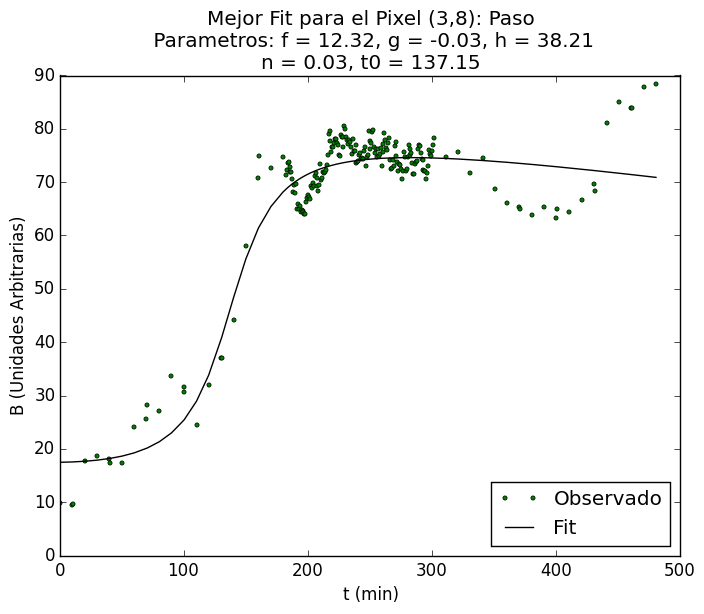 Mejor Fit para el Pixel (3,8): Paso
Parametros: f = 12.32, g = -0.03, h = 38.21
n = 0.03, t0 = 137.15
90
80
70
60
50
40
30
20
10
0
B (Unidades Arbitrarias)
Observado
Fit
0 100 200 300 400 500
t (min)